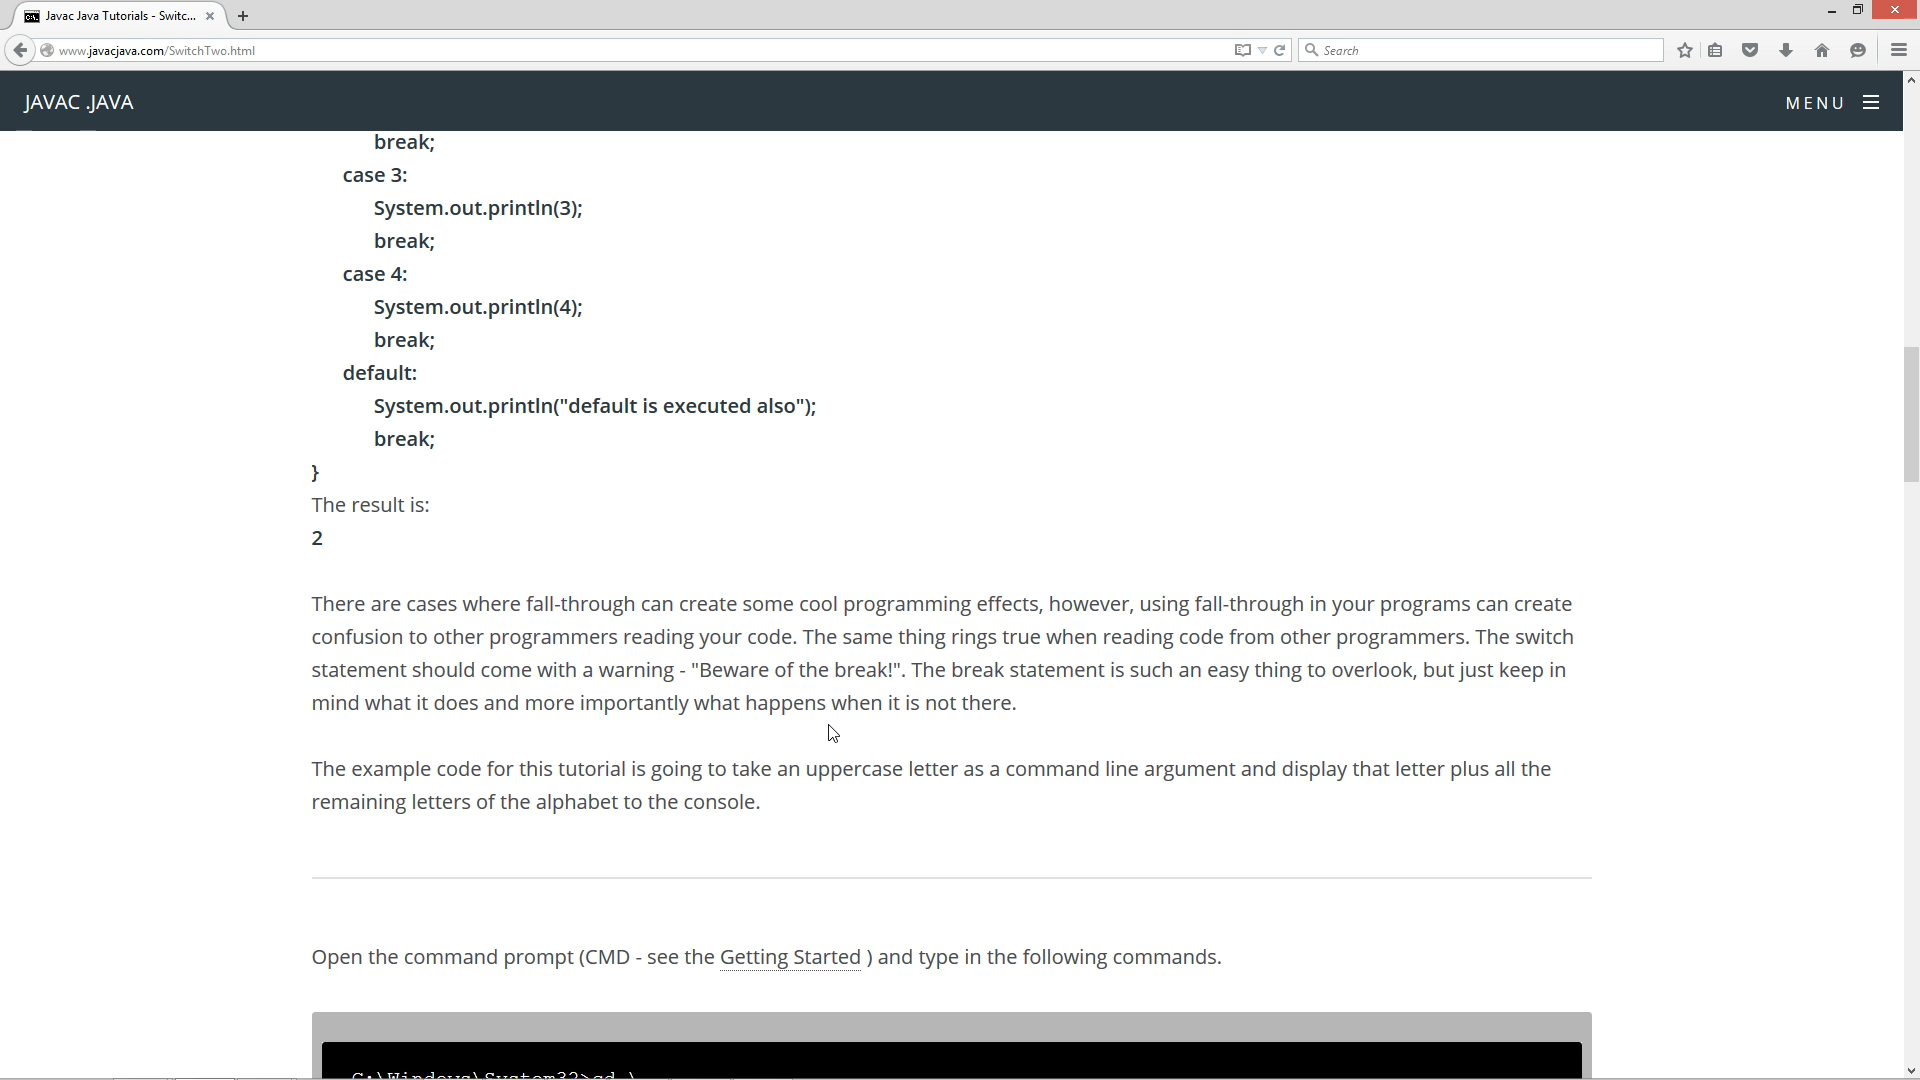 Javac Java Tutorials - Switc...
www.javacjava.com/SwitchTwo.html
Search
JAVAC .JAVA
MENU
break;
case 3:
System.out.println(3);
break;
case 4:
System.out.println(4);
break;
default:
System.out.println("default is executed also");
break;
}
The result is:
2
There are cases where fall-through can create some cool programming effects, however, using fall-through in your programs can create
confusion to other programmers reading your code. The same thing rings true when reading code from other programmers. The switch
statement should come with a warning - "Beware of the break!". The break statement is such an easy thing to overlook, but just keep in
mind what it does and more importantly what happens when it is not there.
The example code for this tutorial is going to take an uppercase letter as a command line argument and display that letter plus all the
remaining letters of the alphabet to the console.
Open the command prompt (CMD - see the Getting Started ) and type in the following commands.
C:\Windows\System32>cd \